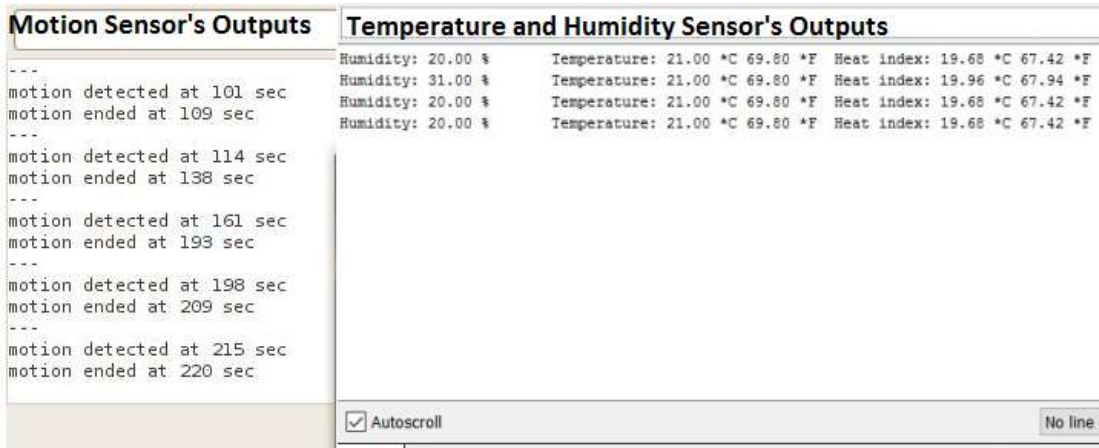 Motion Sensor's Outputs
---
motion detected at 101 sec
motion ended at 109 sec
---
motion detected at 114 sec
motion ended at 138 sec
---
motion detected at 161 sec
motion ended at 193 sec
---
motion detected at 198 sec
motion ended at 209 sec
---
motion detected at 215 sec
motion ended at 220 sec
Temperature and Humidity Sensor's Outputs
Humidity: 20.00 % Temperature: 21.00 *C 69.80 *F Heat index: 19.68 *C 67.42 *F
Humidity: 31.00 % Temperature: 21.00 *C 69.80 *F Heat index: 19.96 *C 67.94 *F
Humidity: 20.00 % Temperature: 21.00 *C 69.80 *F Heat index: 19.68 *C 67.42 *F
Humidity: 20.00 % Temperature: 21.00 *C 69.80 *F Heat index: 19.68 *C 67.42 *F
Autoscroll
No line